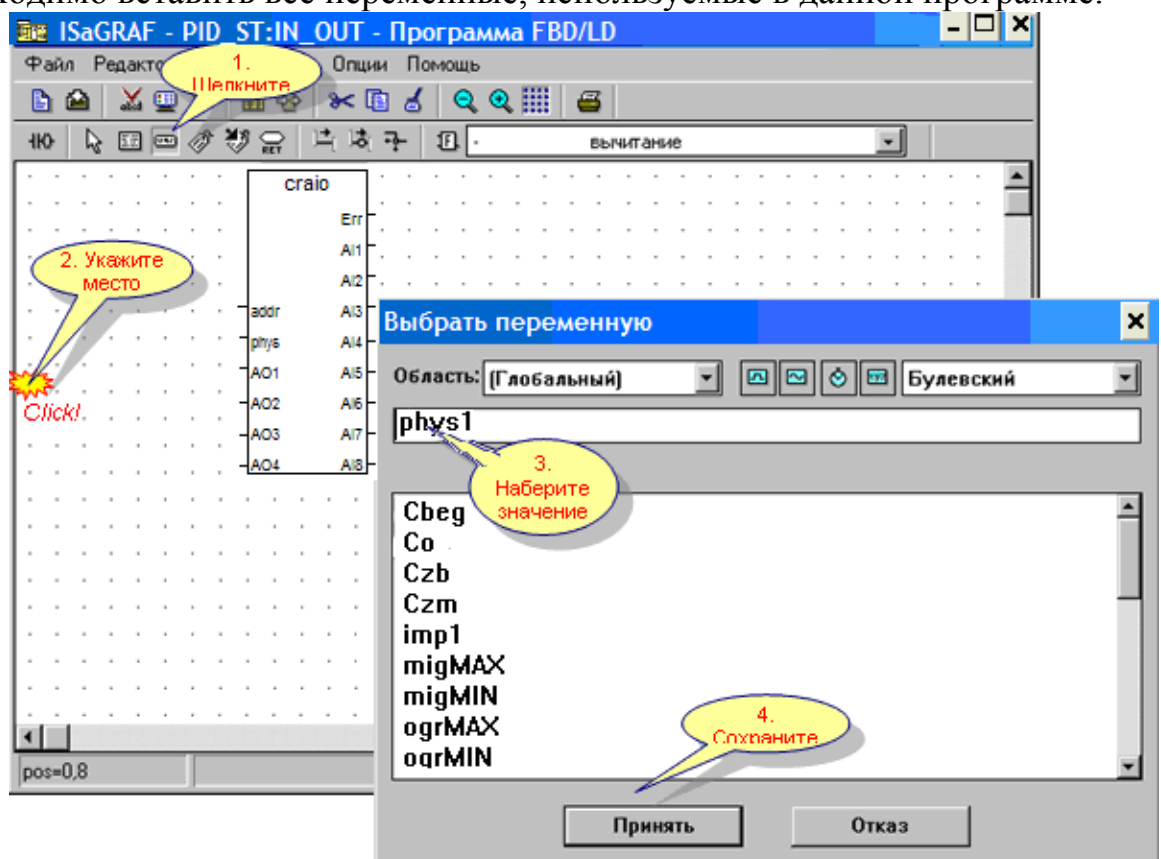 ходимо вставить все переменные, используемые в данной программе.
ISaGRAF - PID_ST:IN_OUT - Программа FBD/LD
Файл Редакто Опции Помощь
1.
Щелкните
RET
вычитание
craio
Err
AI1
AI2
addr AI3
phys AI4
AO1 AI5
AO2 AI6
AO3 AI7
AO4 AI8
2. Укажите
место
Click!
Выбрать переменную
Область: (Глобальный) Булевский
phys1
3.
Наберите
значение
Cbeg
Co
Czb
Czm
imp1
migMAX
migMIN
ogrMAX
ogrMIN
4.
Сохраните
pos=0,8
Принять Отказ